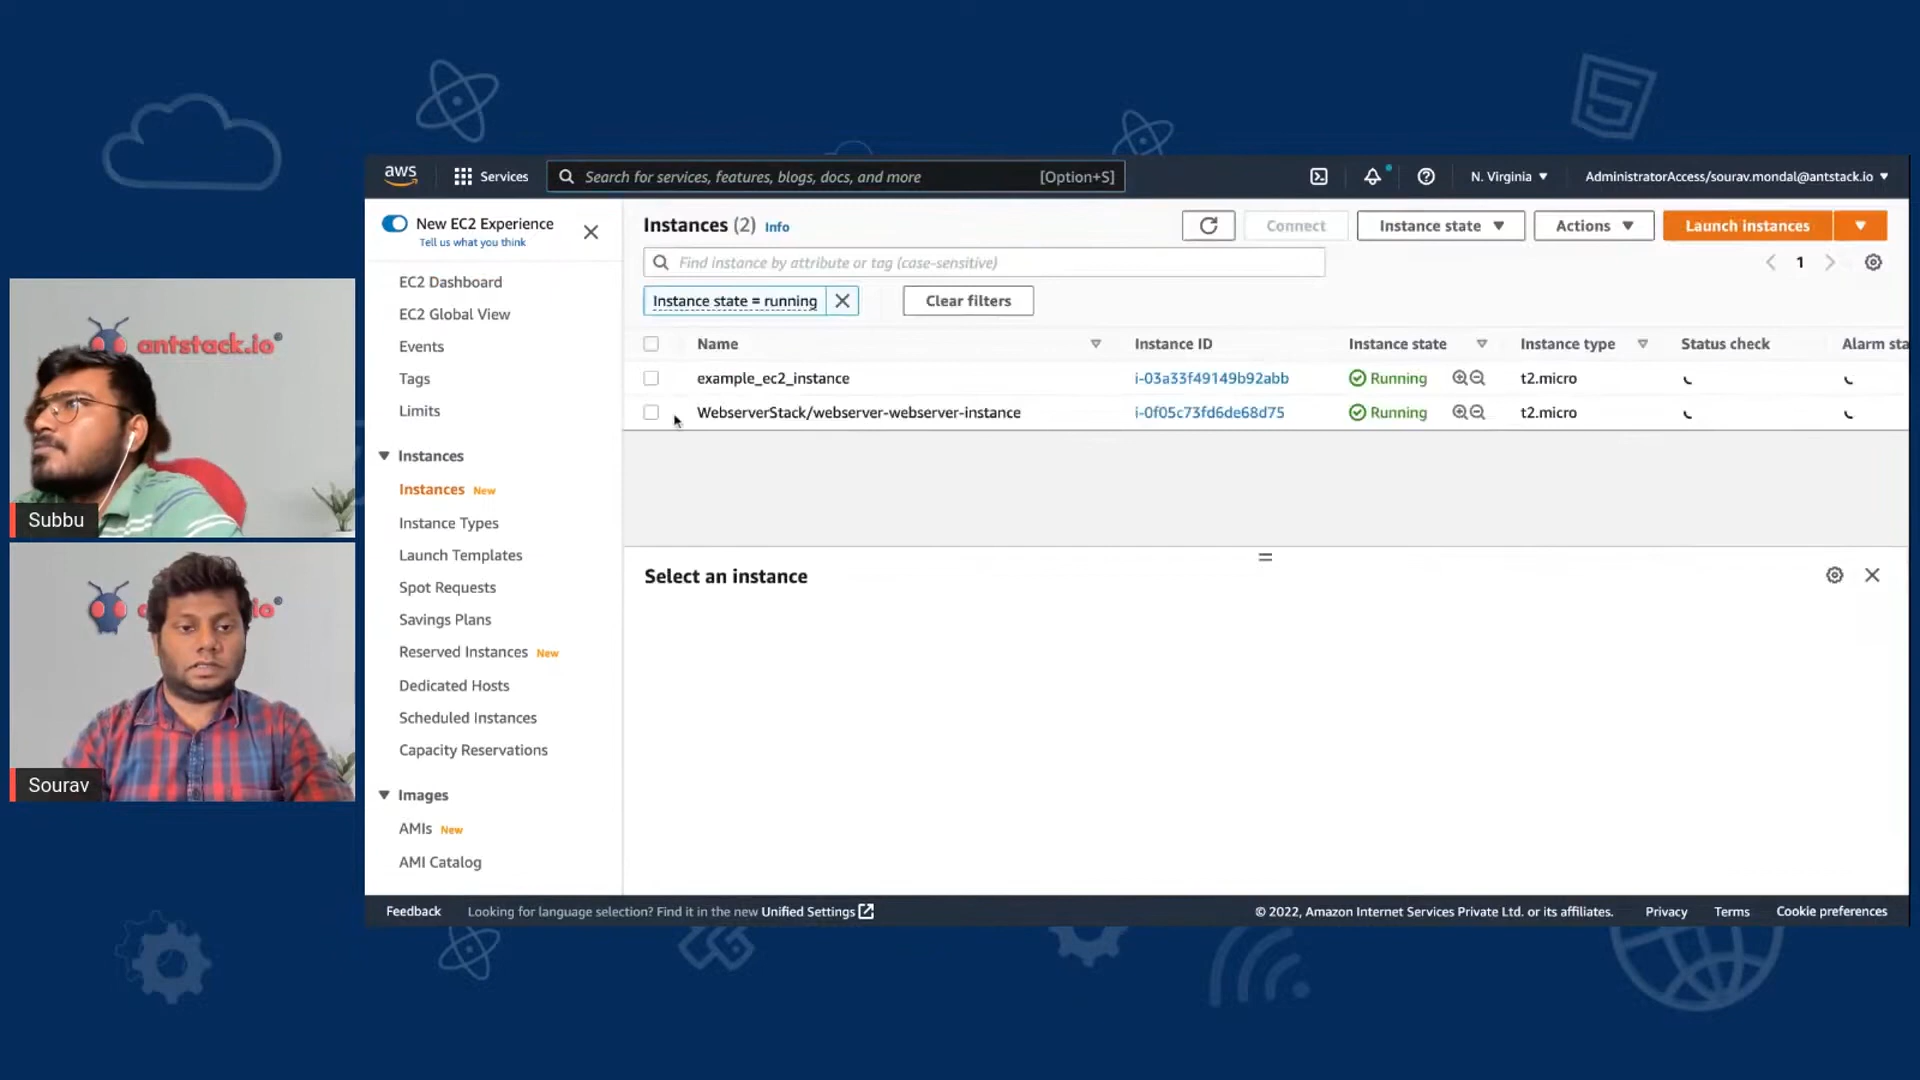 antstack.io
Subbu
io
Sourav
aws
Services
Search for services, features, blogs, docs, and more
[Option+S]
N. Virginia
AdministratorAccess/sourav.mondal@antstack.io
New EC2 Experience
Tell us what you think
EC2 Dashboard
EC2 Global View
Events
Tags
Limits
Instances
Instances New
Instance Types
Launch Templates
Spot Requests
Savings Plans
Reserved Instances New
Dedicated Hosts
Scheduled Instances
Capacity Reservations
Images
AMIs New
AMI Catalog
Instances (2) Info
Connect
Instance state
Actions
Launch instances
Find instance by attribute or tag (case-sensitive)
1
Instance state = running
Clear filters
Name Instance ID Instance state Instance type Status check Alarm sta
example_ec2_instance i-03a33f49149b92abb Running t2.micro
WebserverStack/webserver-webserver-instance i-0f05c73fd6de68d75 Running t2.micro
Select an instance
Feedback
Looking for language selection? Find it in the new Unified Settings
© 2022, Amazon Internet Services Private Ltd. or its affiliates.
Privacy
Terms
Cookie preferences